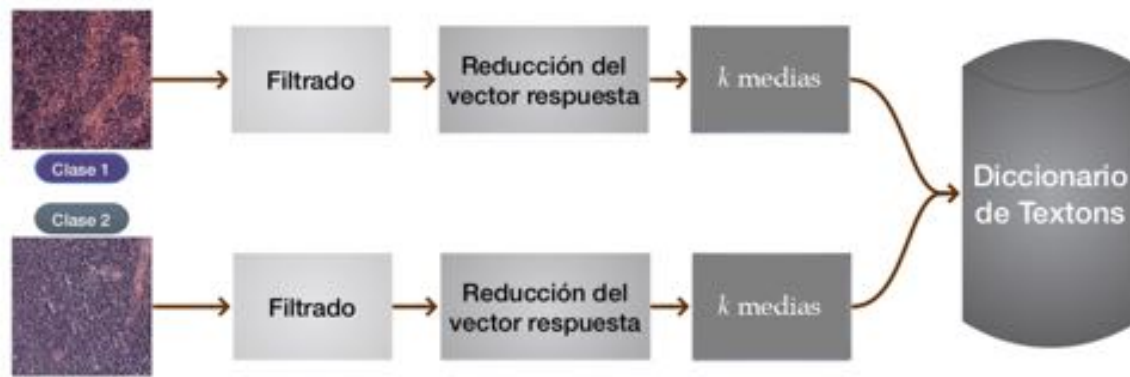 Filtrado
Reducción del
vector respuesta
k medias
Clase 1
Diccionario
de Textons
Clase 2
Filtrado
Reducción del
vector respuesta
k medias